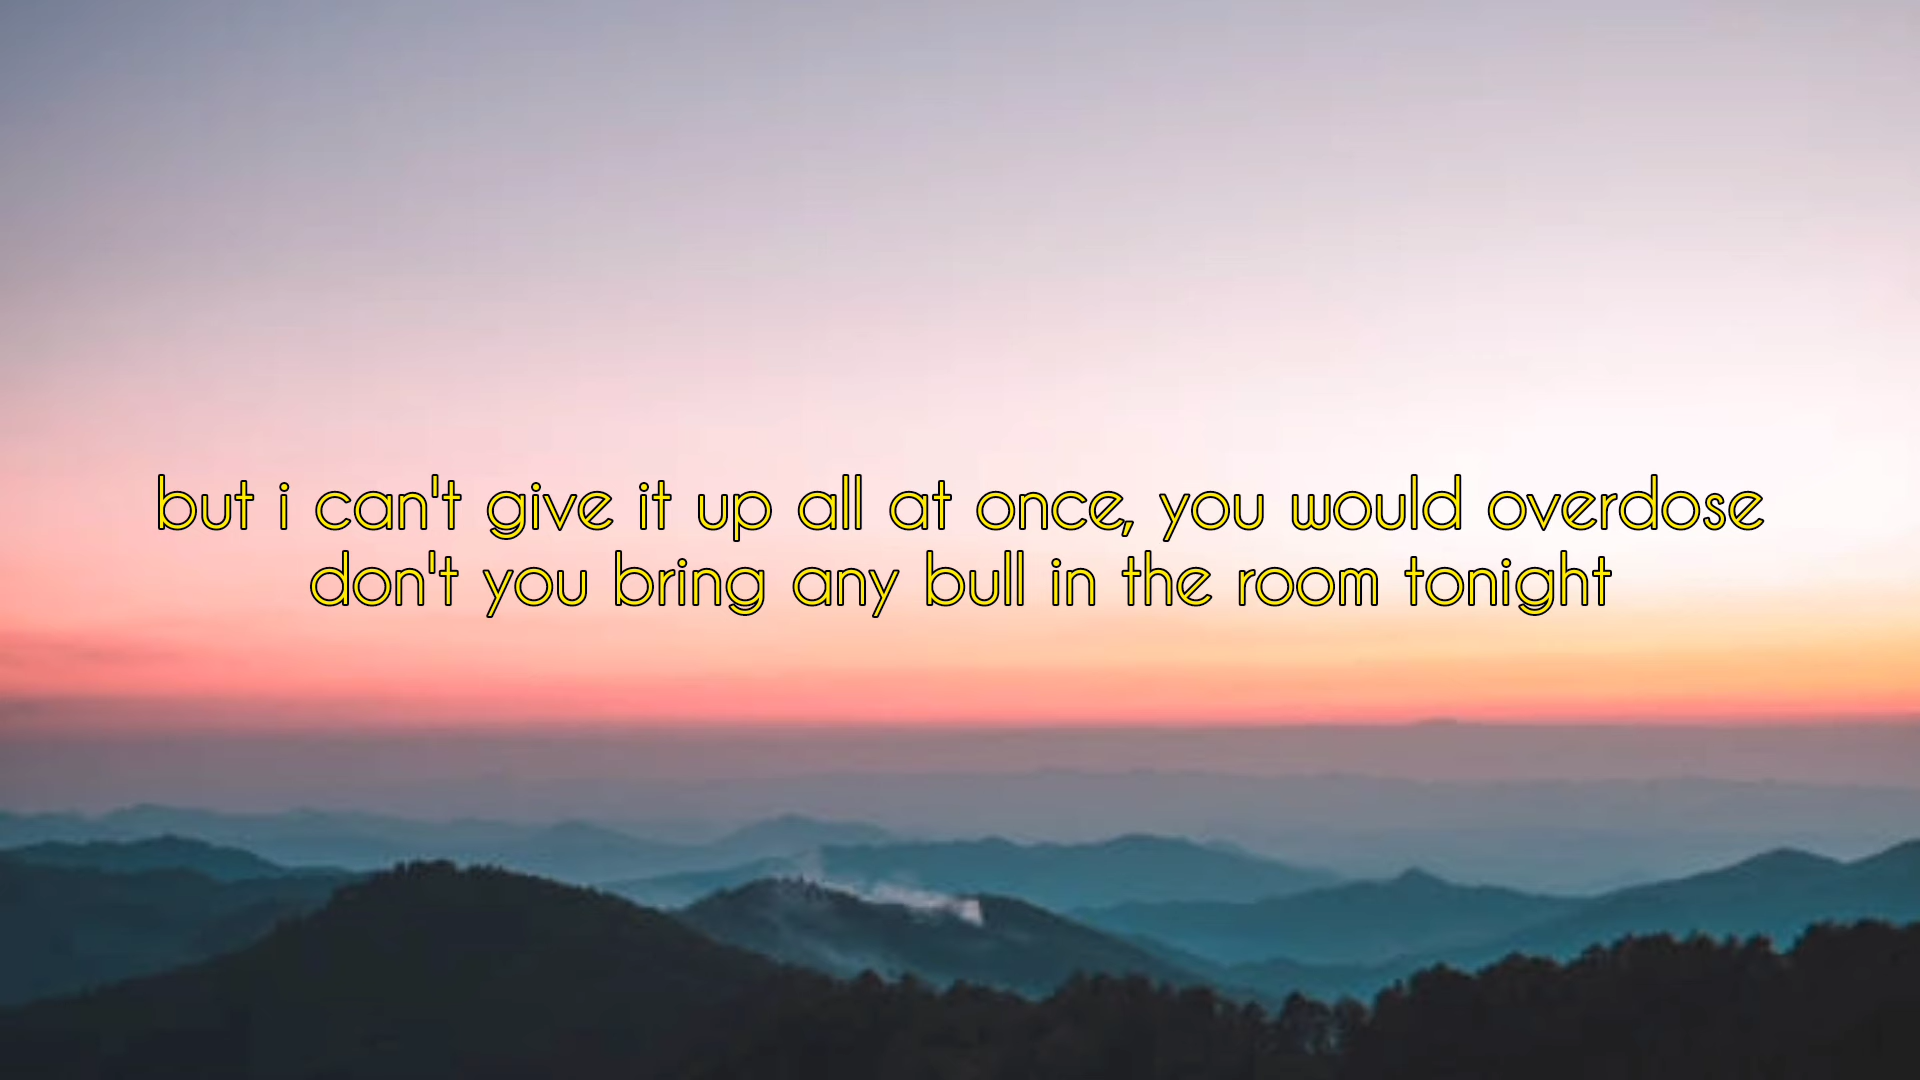 but i can't give it up all at once, you would overdose
don't you bring any bull in the room tonight